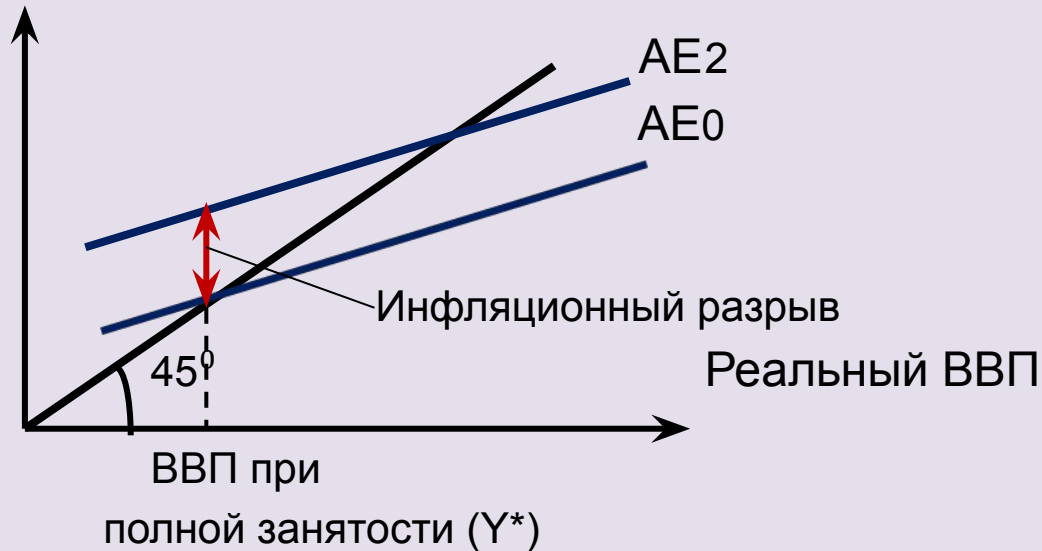 AE2
AE0
Инфляционный разрыв
45⁰
Реальный ВВП
ВВП при
полной занятости (Y*)